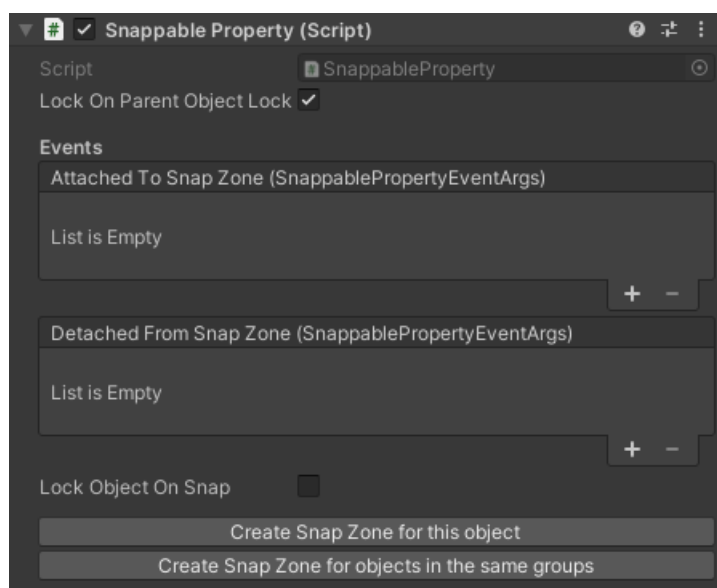 Snappable Property (Script)
Script SnappableProperty
Lock On Parent Object Lock
Events
Attached To Snap Zone (SnappablePropertyEventArgs)
List is Empty
Detached From Snap Zone (SnappablePropertyEventArgs)
List is Empty
Lock Object On Snap
Create Snap Zone for this object
Create Snap Zone for objects in the same groups